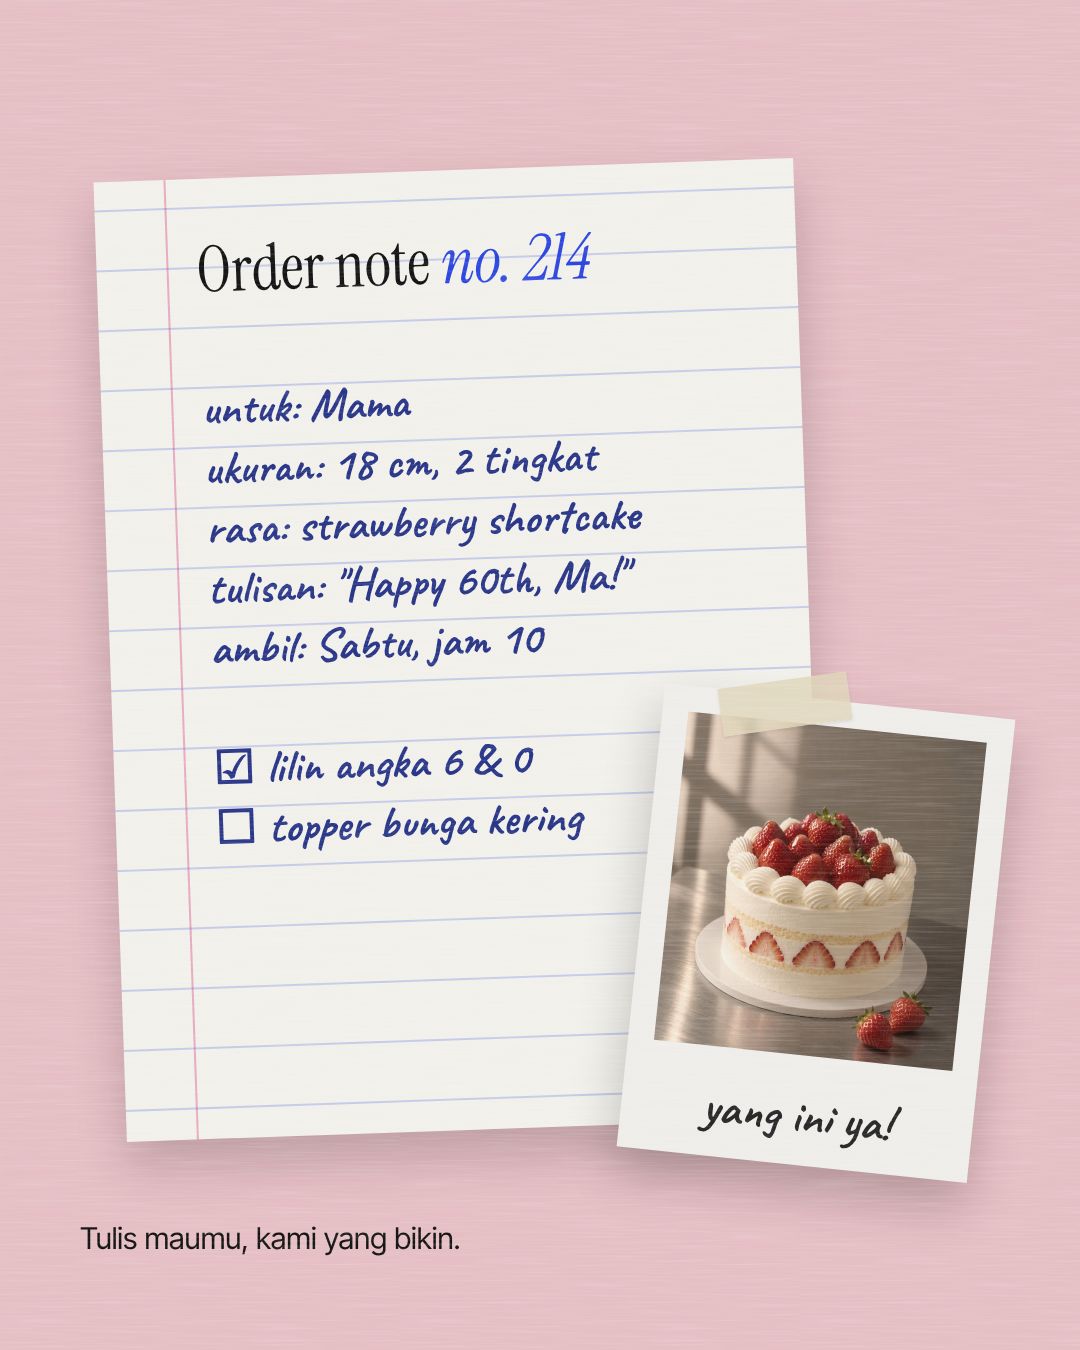 Order note no. 214
untuk: Mama
ukuran: 18 cm, 2 tingkat
rasa: strawberry shortcake
tulisan: "Happy 60th, Ma!"
ambil: Sabtu, jam 10
☑ lilin angka 6 & 0
☐ topper bunga kering
yang ini ya!
Tulis maumu, kami yang bikin.